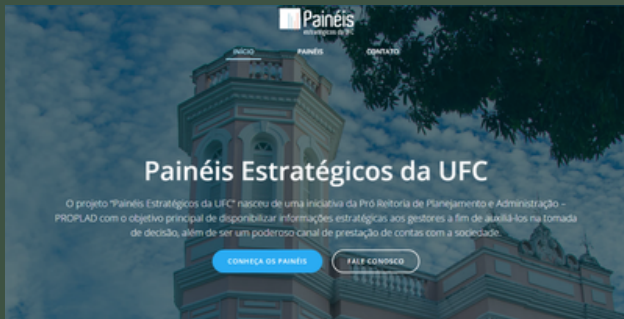 Painéis
estratégicos da UFC
INÍCIO PAINÉIS CONTATO
Painéis Estratégicos da UFC
O projeto "Painéis Estratégicos da UFC" nasceu de uma iniciativa da Pró Reitoria de Planejamento e Administração –
PROPLAD com o objetivo principal de disponibilizar informações estratégicas aos gestores a fim de auxiliá-los na tomada
de decisão, além de ser um poderoso canal de prestação de contas com a sociedade.
CONHEÇA OS PAINÉIS FALE CONOSCO